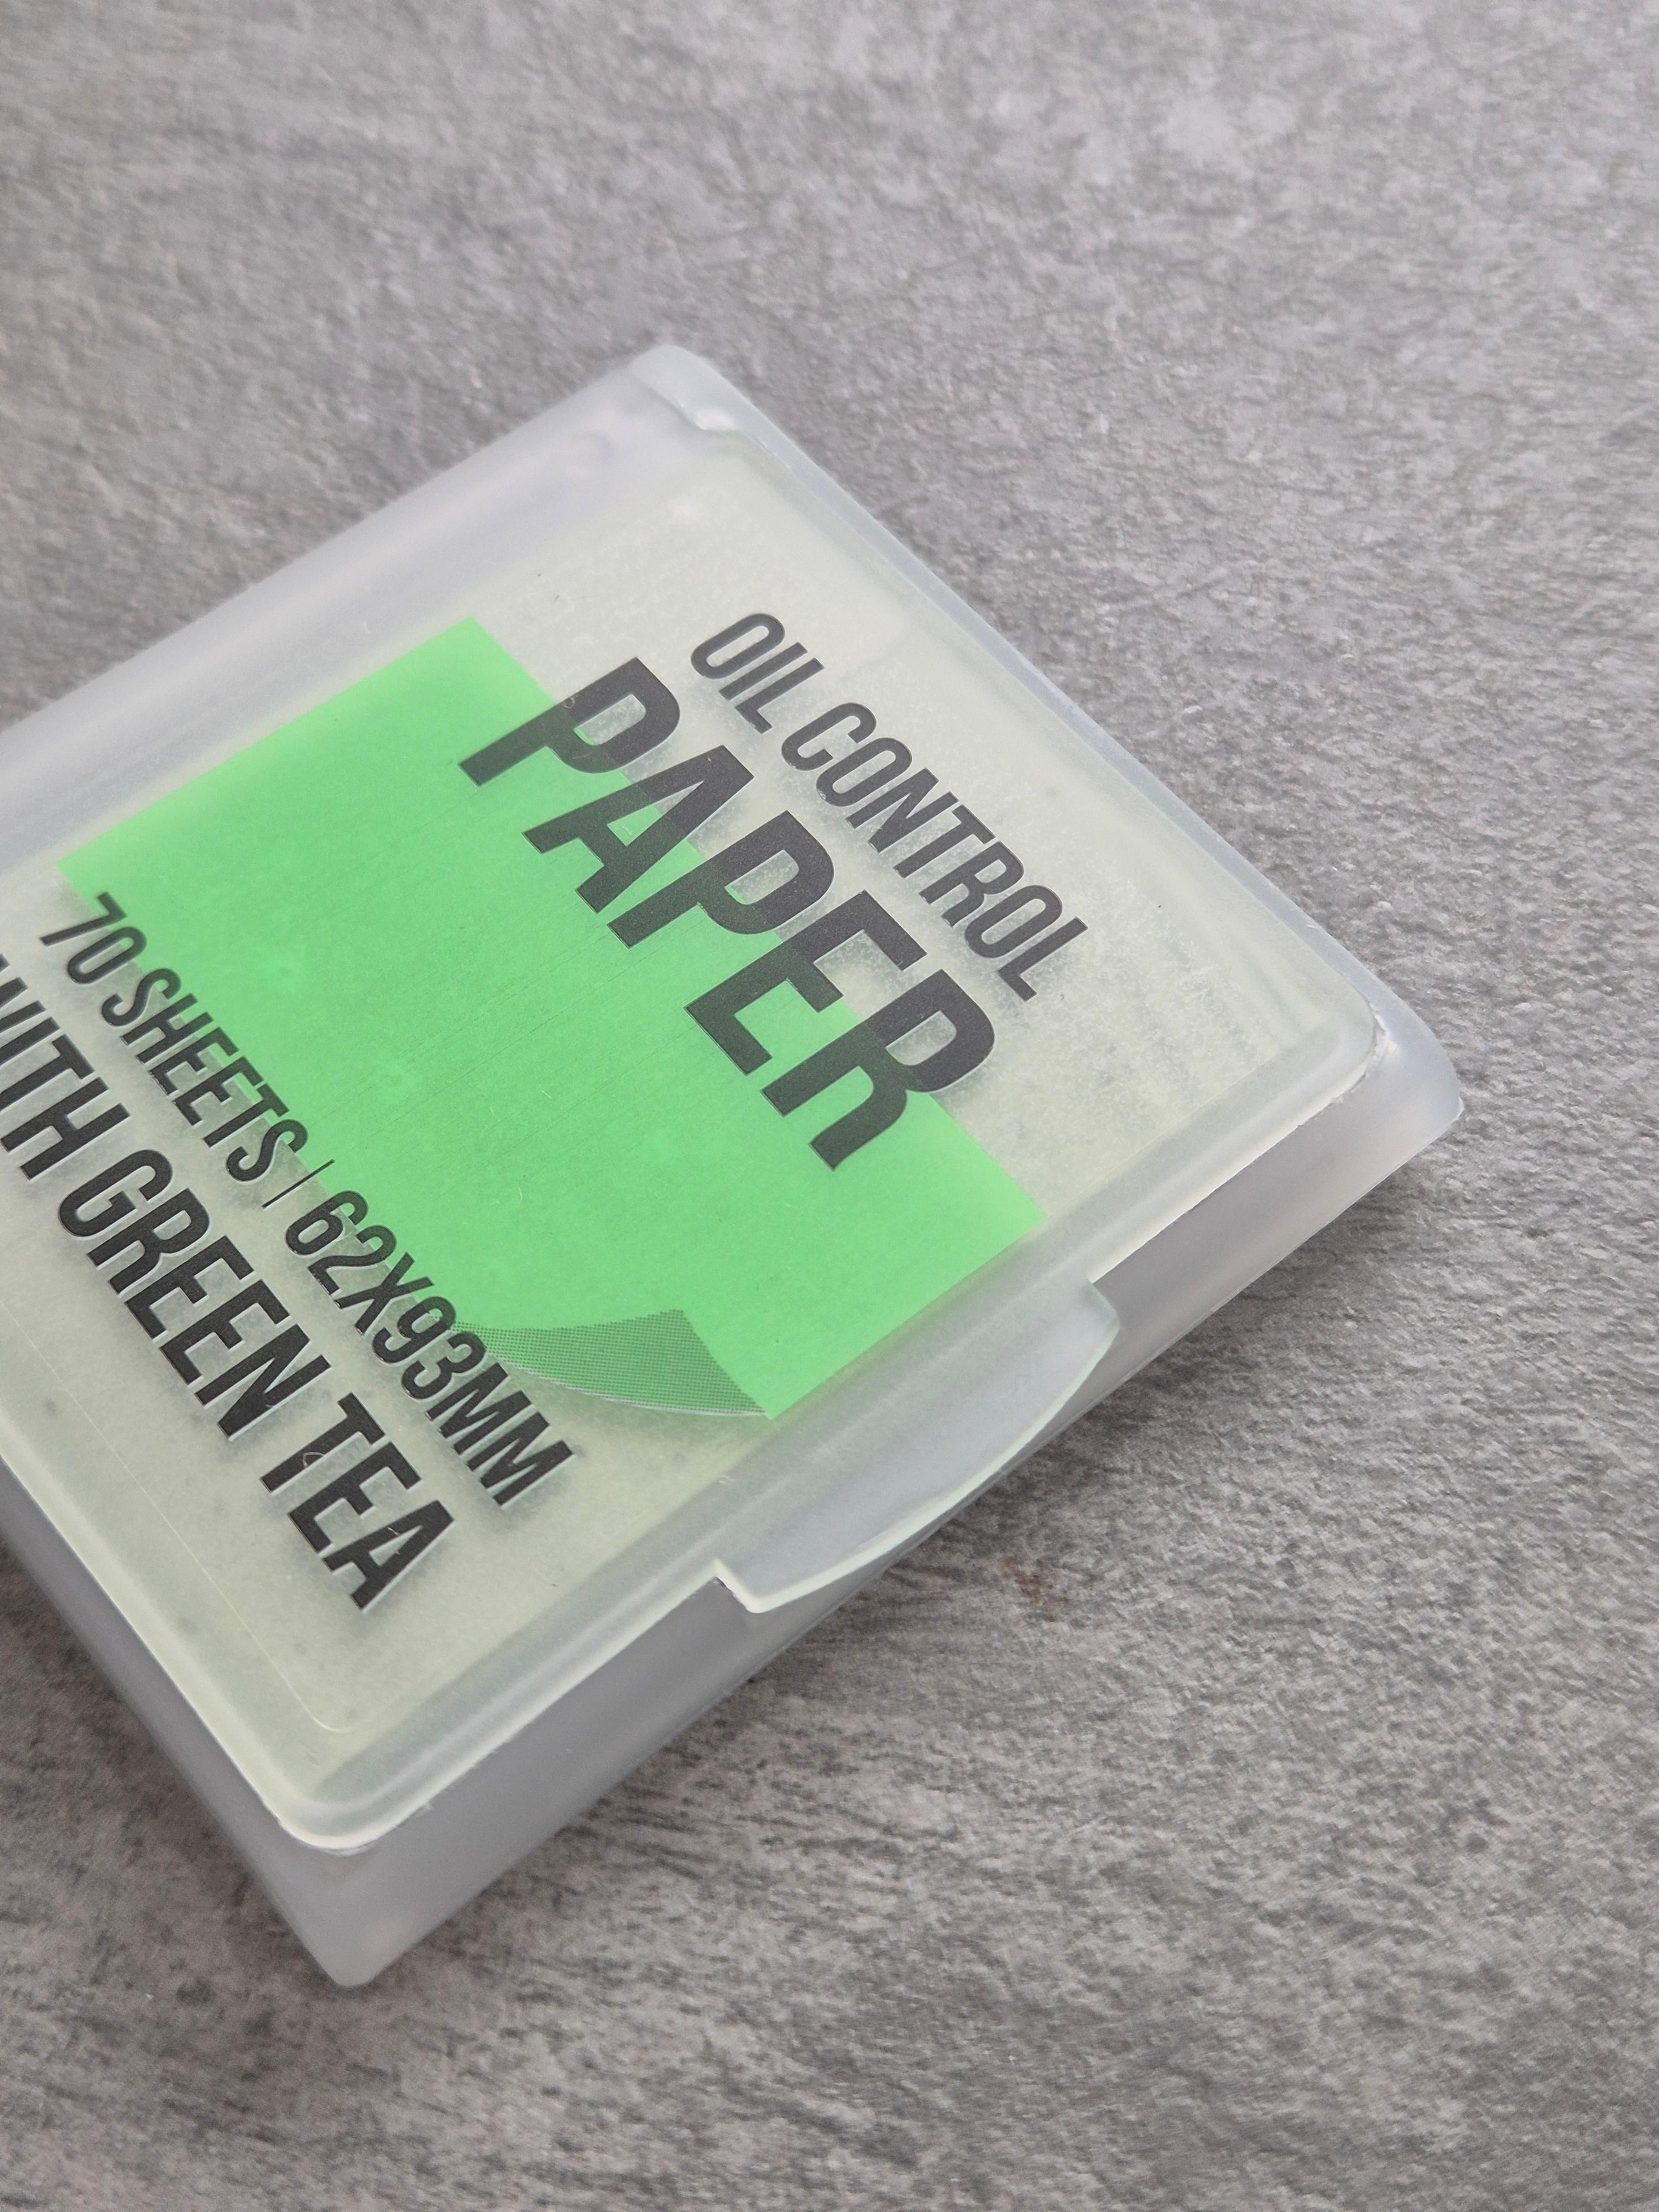 OIL CONTROL
PAPER
70 SHEETS | 62X93MM
WITH GREEN TEA